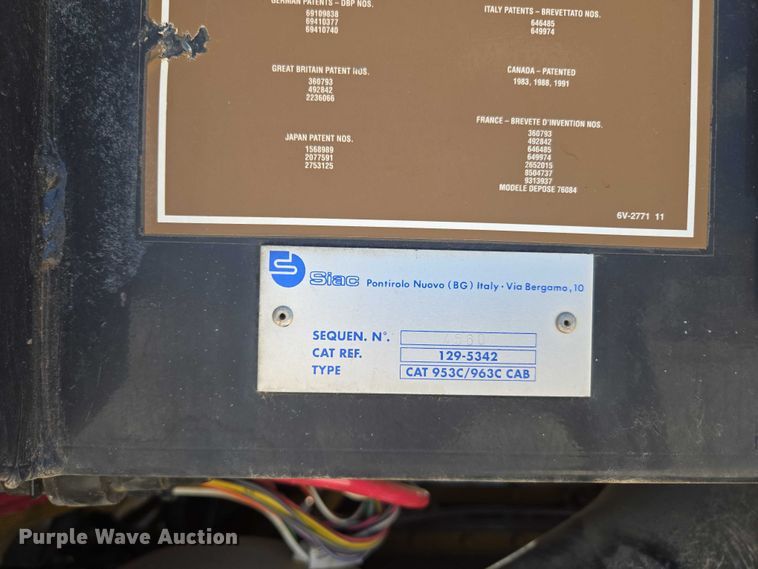 GERMAN PATENTS – DBP NOS.
69109838
69410377
69410740
GREAT BRITAIN PATENT NOS.
360793
492842
2236066
JAPAN PATENT NOS.
1568989
2077591
2753125
ITALY PATENTS – BREVETTATO NOS.
646485
649974
CANADA – PATENTED
1983, 1988, 1991
FRANCE – BREVETE D'INVENTION NOS.
360793
492842
646485
649974
2652015
8504737
9313937
MODELE DEPOSE 76084
6V-2771 11
Siac Pontirolo Nuovo (BG) Italy · Via Bergamo, 10
SEQUEN. N°.
CAT REF. 129-5342
TYPE CAT 953C/963C CAB
Purple Wave Auction